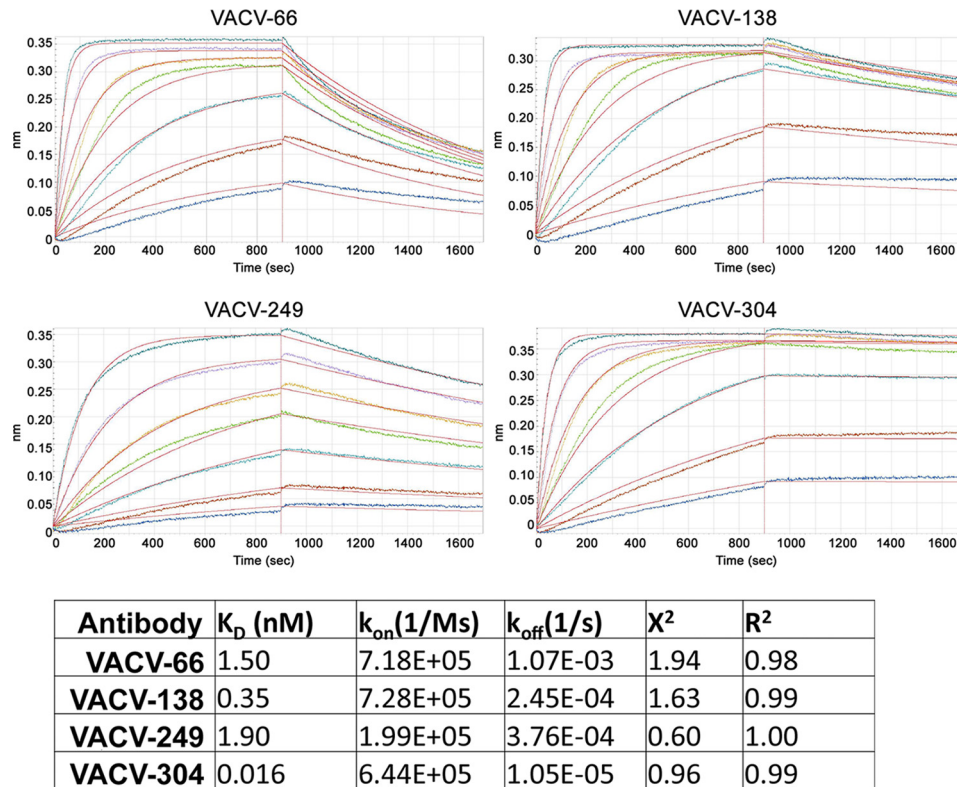 VACV-66
0.35
0.30
0.25
0.20
0.15
0.10
0.05
0
nm
0 200 400 600 800 1000 1200 1400 1600
Time (sec)
VACV-138
0.35
0.30
0.25
0.20
0.15
0.10
0.05
0
nm
0 200 400 600 800 1000 1200 1400 1600
Time (sec)
VACV-249
0.35
0.30
0.25
0.20
0.15
0.10
0.05
0
nm
0 200 400 600 800 1000 1200 1400 1600
Time (sec)
VACV-304
0.35
0.30
0.25
0.20
0.15
0.10
0.05
0
nm
0 200 400 600 800 1000 1200 1400 1600
Time (sec)
Antibody K_D (nM) k_on(1/Ms) k_off(1/s) X² R²
VACV-66 1.50 7.18E+05 1.07E-03 1.94 0.98
VACV-138 0.35 7.28E+05 2.45E-04 1.63 0.99
VACV-249 1.90 1.99E+05 3.76E-04 0.60 1.00
VACV-304 0.016 6.44E+05 1.05E-05 0.96 0.99